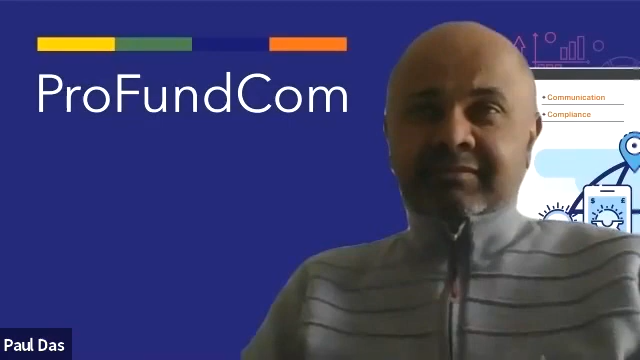 ProFundCom
Communication
Compliance
$ £
Paul Das